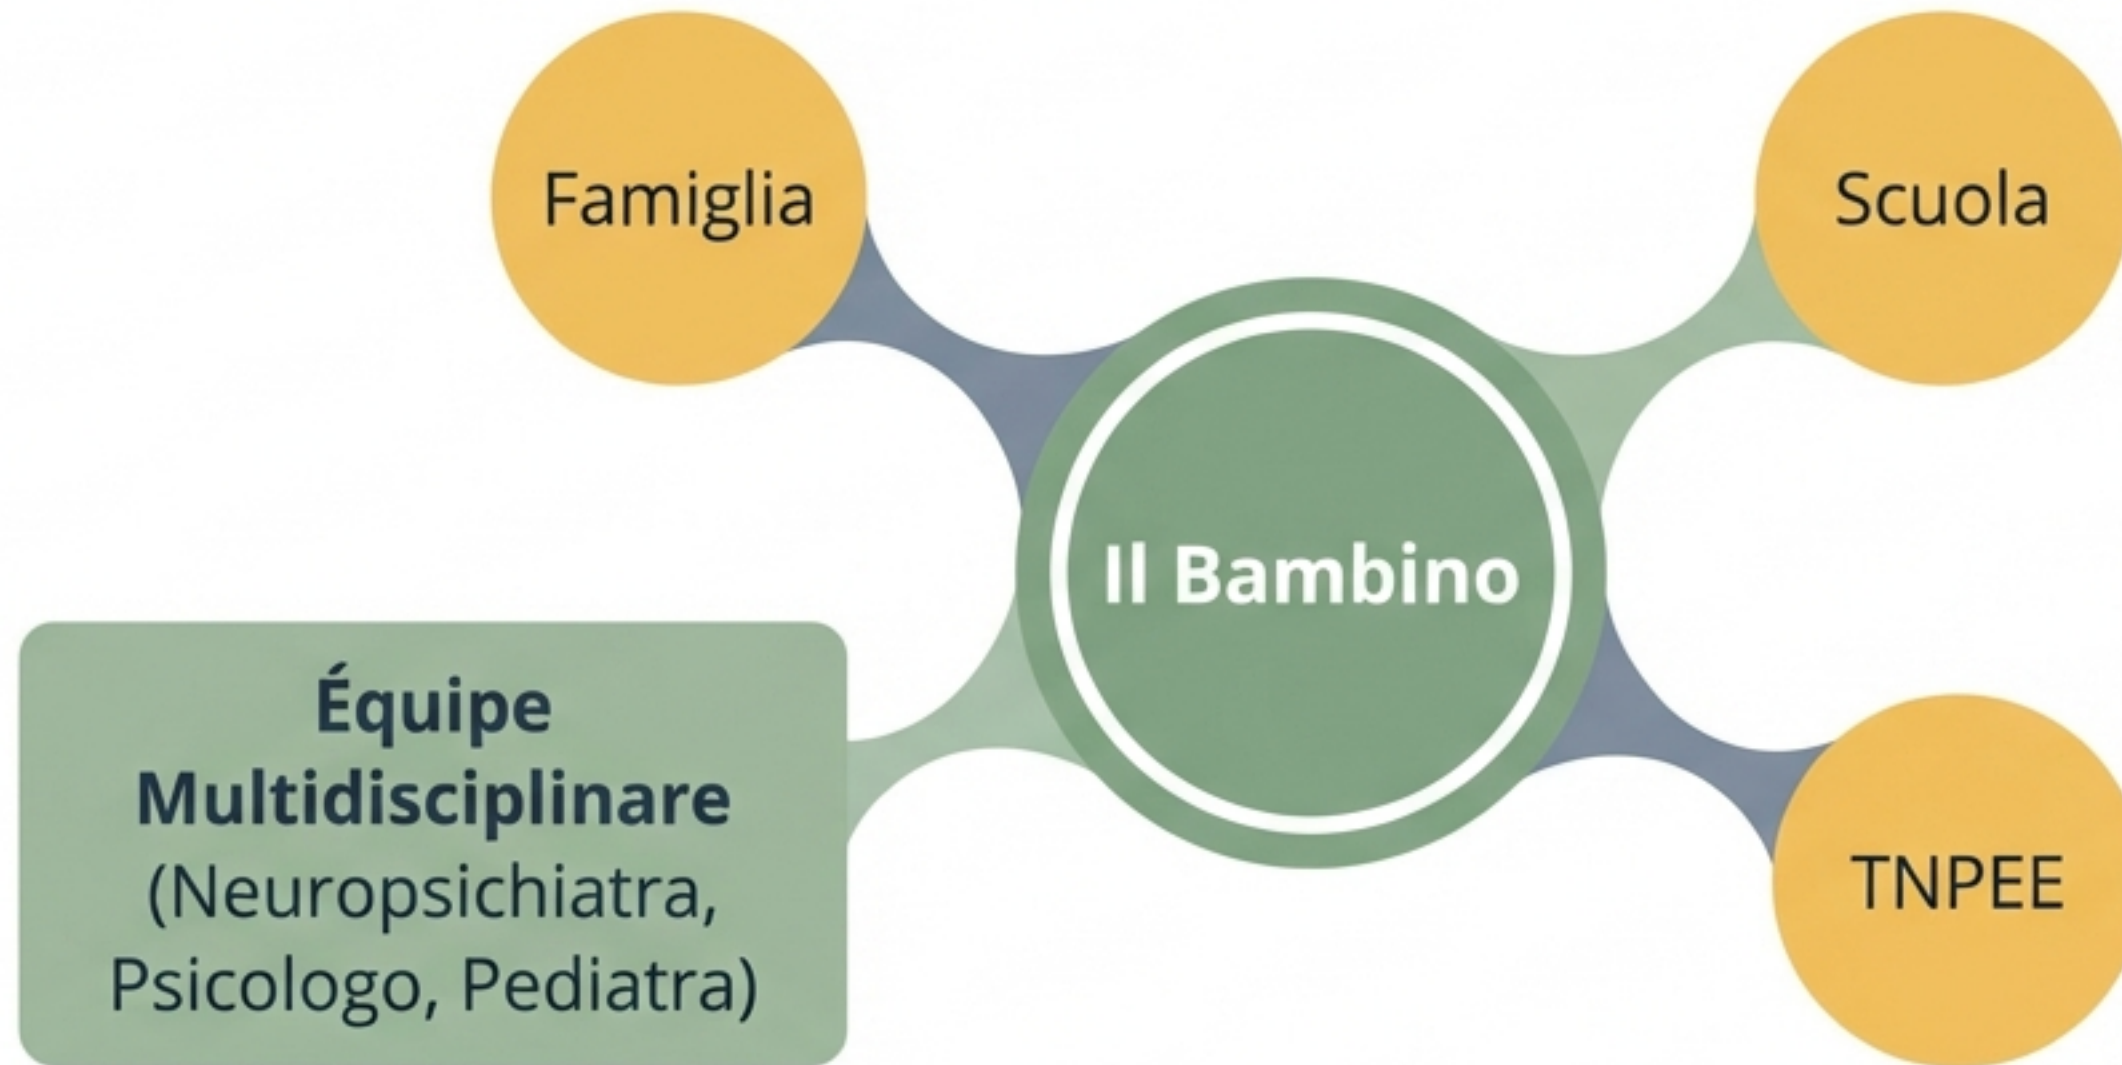 Famiglia
Scuola
Il Bambino
Équipe
Multidisciplinare
(Neuropsichiatra,
Psicologo, Pediatra)
TNPEE